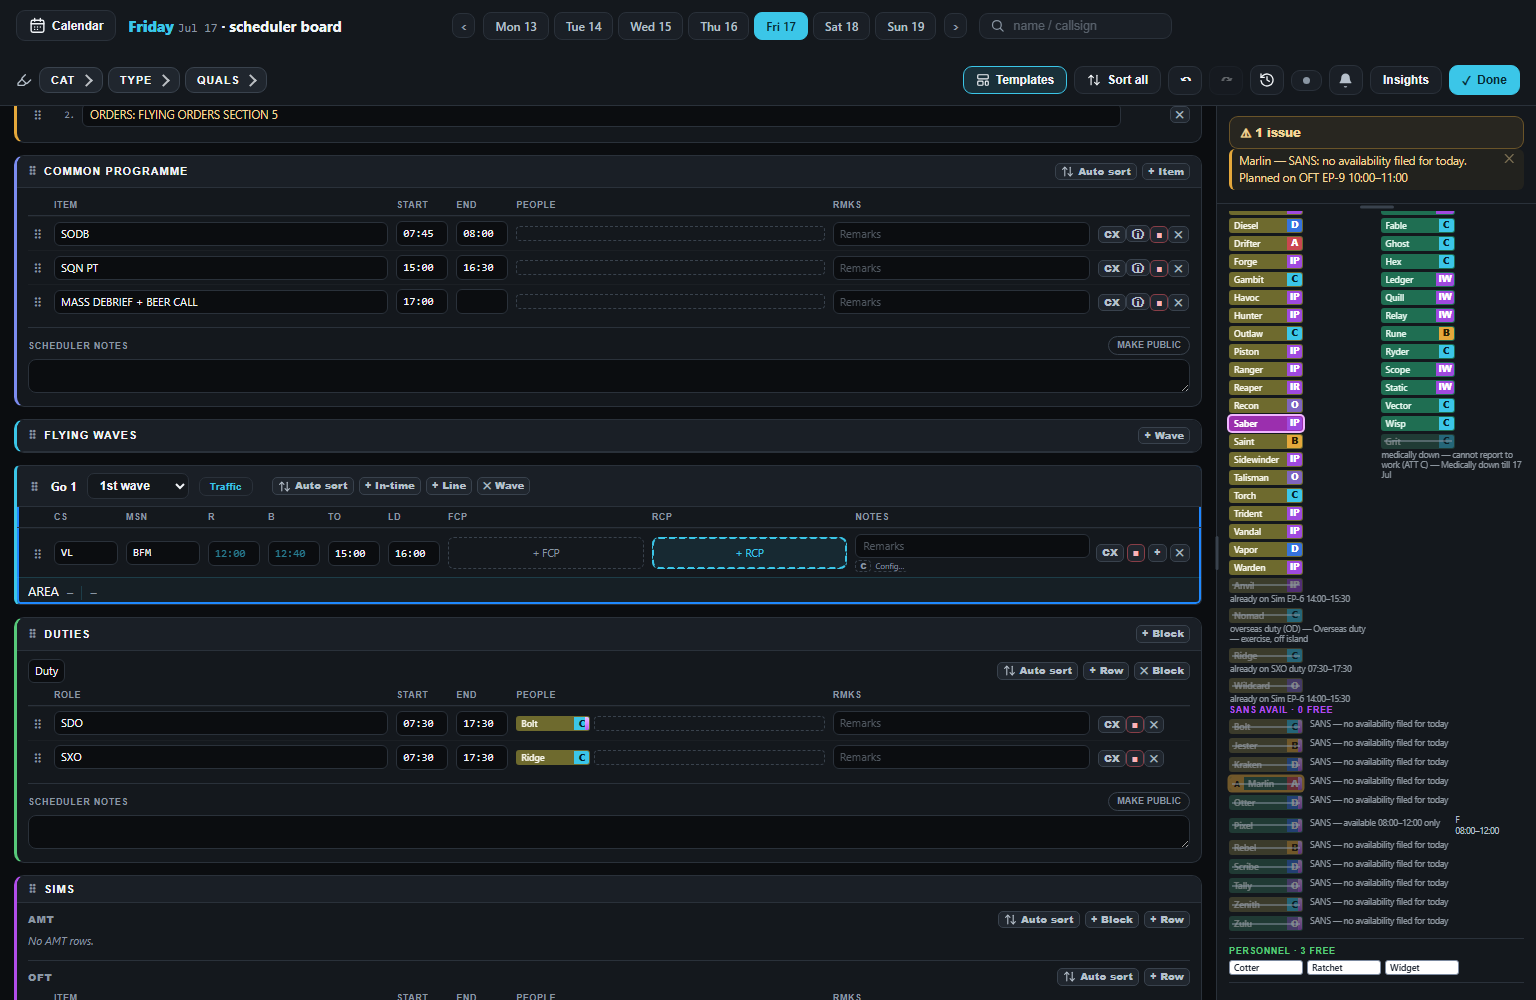 Calendar
Friday Jul 17 · scheduler board
‹ Mon 13 Tue 14 Wed 15 Thu 16 Fri 17 Sat 18 Sun 19 ›
name / callsign
CAT TYPE QUALS
Templates Sort all Insights ✓ Done
2. ORDERS: FLYING ORDERS SECTION 5
COMMON PROGRAMME
Auto sort + Item
ITEM START END PEOPLE RMKS
SODB 07:45 08:00 Remarks CX
SQN PT 15:00 16:30 Remarks CX
MASS DEBRIEF + BEER CALL 17:00 Remarks CX
SCHEDULER NOTES MAKE PUBLIC
FLYING WAVES + Wave
Go 1 1st wave Traffic Auto sort + In-time + Line ✕ Wave
CS MSN R B TO LD FCP RCP NOTES
VL BFM 12:00 12:40 15:00 16:00 + FCP + RCP Remarks CX
C Config...
AREA – –
DUTIES + Block
Duty Auto sort + Row ✕ Block
ROLE START END PEOPLE RMKS
SDO 07:30 17:30 Bolt C Remarks CX
SXO 07:30 17:30 Ridge C Remarks CX
SCHEDULER NOTES MAKE PUBLIC
SIMS
AMT Auto sort + Block + Row
No AMT rows.
OFT Auto sort + Row
ITEM START END PEOPLE RMKS
⚠ 1 issue
Marlin — SANS: no availability filed for today.
Planned on OFT EP-9 10:00–11:00
Diesel D
Drifter A
Forge IP
Gambit C
Havoc IP
Hunter IP
Outlaw C
Piston IP
Ranger IP
Reaper IR
Recon O
Saber IP
Saint B
Sidewinder IP
Talisman O
Torch C
Trident IP
Vandal IP
Vapor D
Warden IP
Anvil IP
already on Sim EP-6 14:00–15:30
Nomad C
overseas duty (OD) — Overseas duty
— exercise, off island
Ridge C
already on SXO duty 07:30–17:30
Wildcard O
already on Sim EP-6 14:00–15:30
Fable C
Ghost C
Hex C
Ledger IW
Quill IW
Relay IW
Rune B
Ryder C
Scope IW
Static IW
Vector C
Wisp C
Grit C
medically down — cannot report to
work (ATT C) — Medically down till 17
Jul
SANS AVAIL · 0 FREE
Bolt C SANS — no availability filed for today
Jester B SANS — no availability filed for today
Kraken D SANS — no availability filed for today
Marlin A SANS — no availability filed for today
Otter D SANS — no availability filed for today
Pixel D SANS — available 08:00–12:00 only F
08:00–12:00
Rebel B SANS — no availability filed for today
Scribe D SANS — no availability filed for today
Tally O SANS — no availability filed for today
Zenith C SANS — no availability filed for today
Zulu O SANS — no availability filed for today
PERSONNEL · 3 FREE
Cotter Ratchet Widget